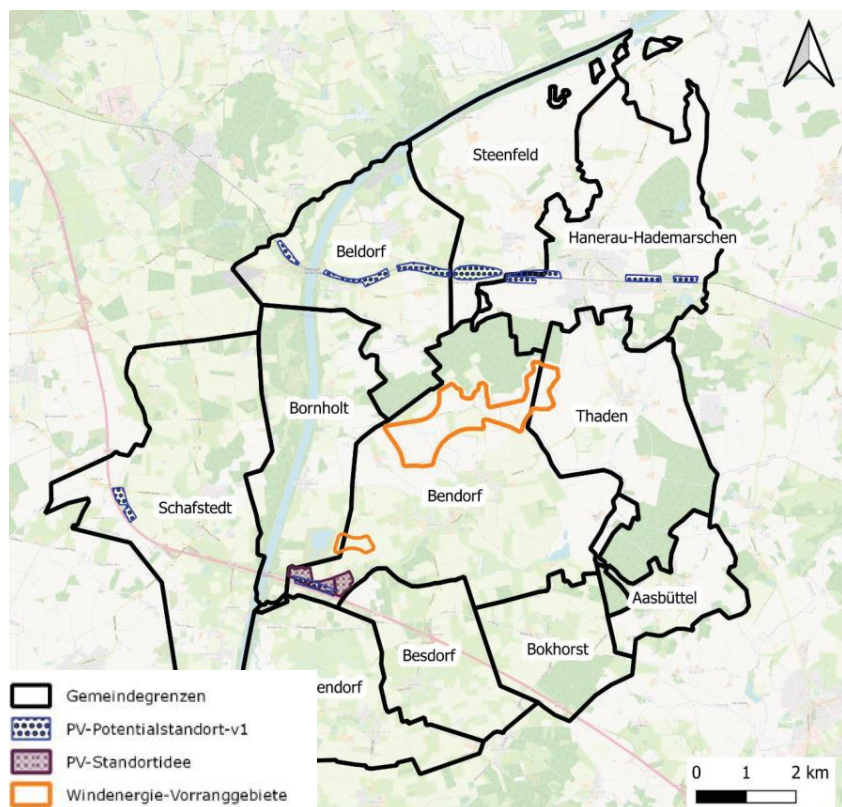 Steenfeld
Hanerau-Hademarschen
Beldorf
Bornholt
Thaden
Bendorf
Schafstedt
Aasbüttel
Besdorf
Bokhorst
endorf
Gemeindegrenzen
PV-Potentialstandort-v1
PV-Standortidee
Windenergie-Vorranggebiete
0 1 2 km